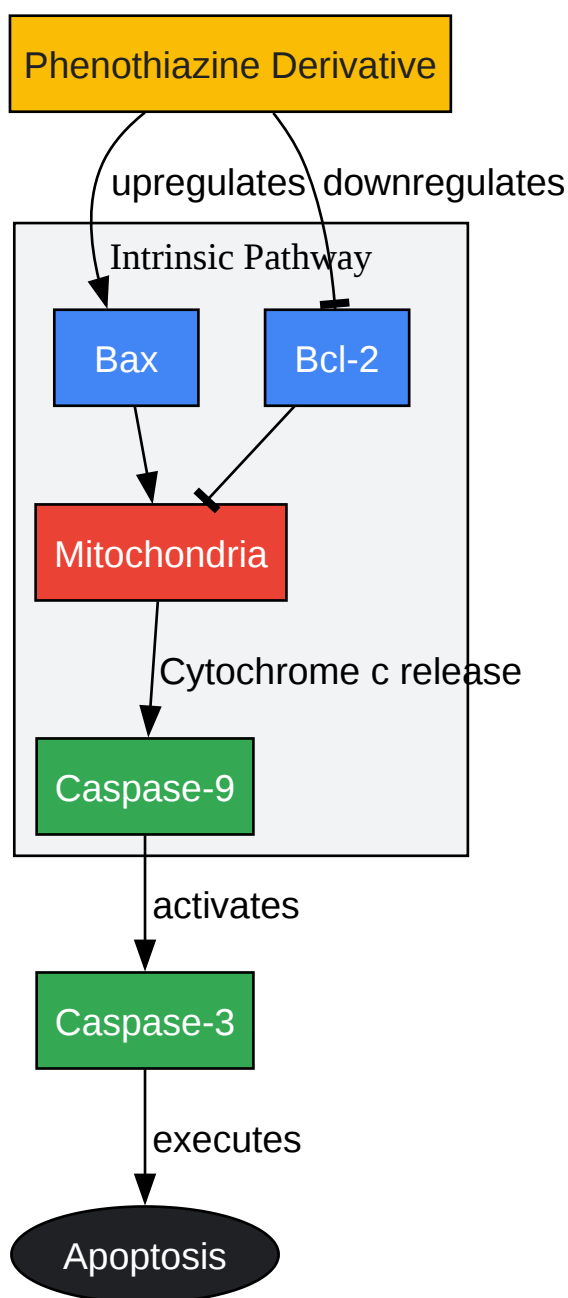 Phenothiazine Derivative
upregulates
downregulates
Intrinsic Pathway
Bax
Bcl-2
Mitochondria
Cytochrome c release
Caspase-9
activates
Caspase-3
executes
Apoptosis